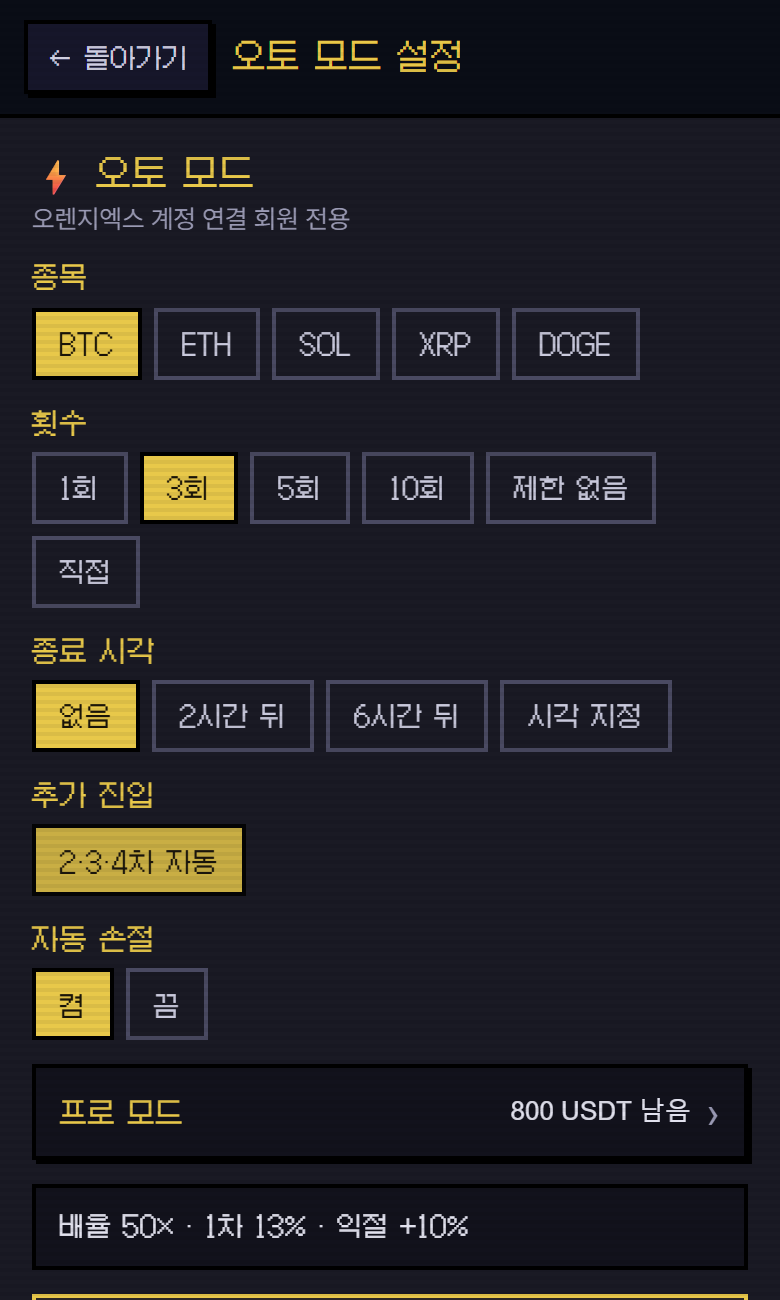 ← 돌아가기 오토 모드 설정
⚡ 오토 모드
오렌지엑스 계정 연결 회원 전용
종목
BTC ETH SOL XRP DOGE
횟수
1회 3회 5회 10회 제한 없음
직접
종료 시각
없음 2시간 뒤 6시간 뒤 시각 지정
추가 진입
2·3·4차 자동
자동 손절
켬 끔
프로 모드 800 USDT 남음 ›
배율 50× · 1차 13% · 익절 +10%